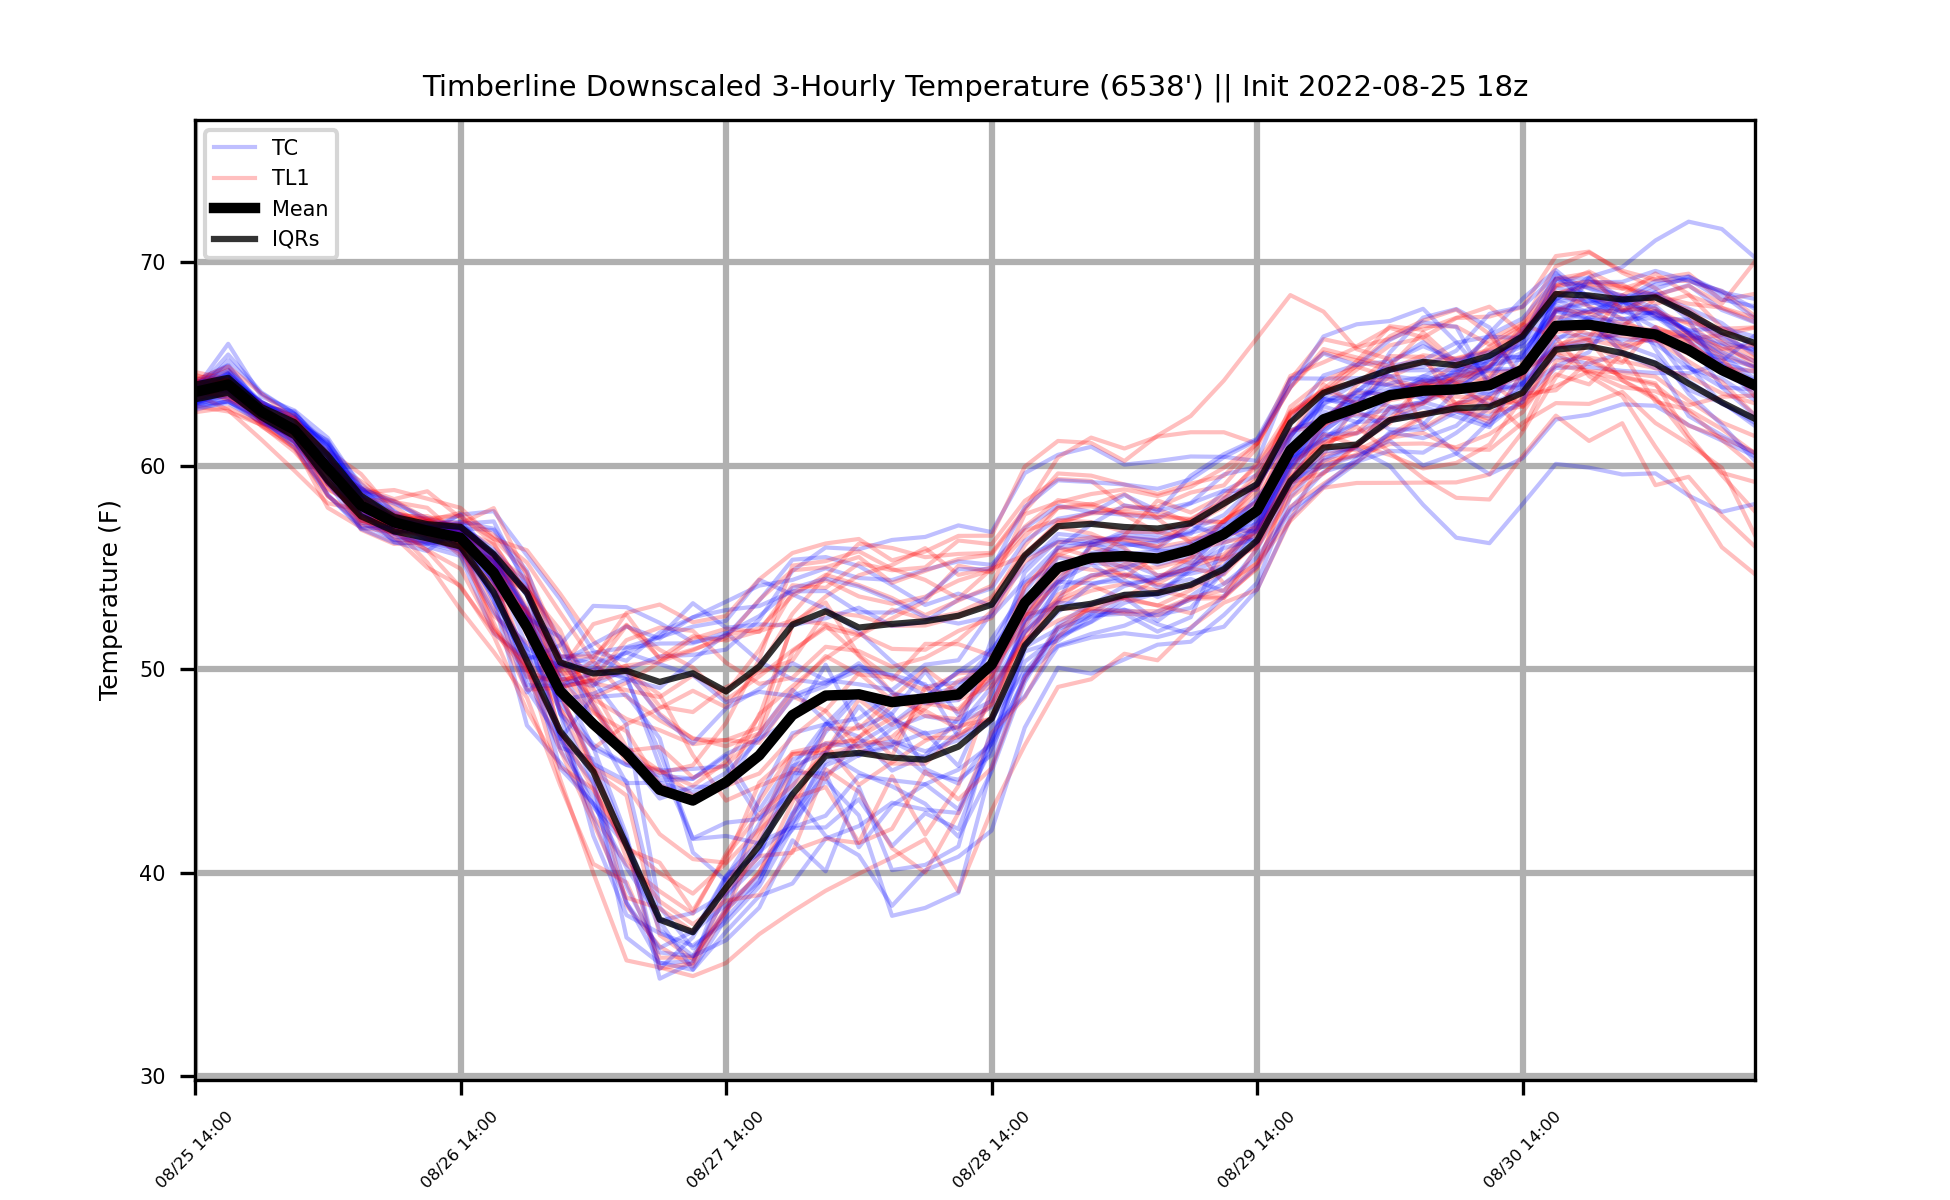 Timberline Downscaled 3-Hourly Temperature (6538') || Init 2022-08-25 18z
TC
TL1
Mean
IQRs
Temperature (F)
70
60
50
40
30
08/25 14:00
08/26 14:00
08/27 14:00
08/28 14:00
08/29 14:00
08/30 14:00